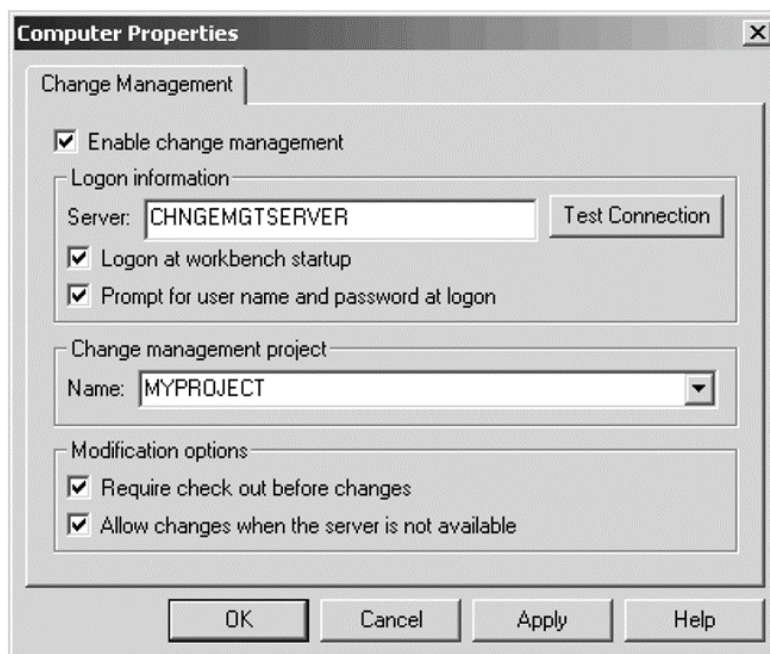 Computer Properties
Change Management
Enable change management
Logon information
Server: CHNGEMGTSERVER Test Connection
Logon at workbench startup
Prompt for user name and password at logon
Change management project
Name: MYPROJECT
Modification options
Require check out before changes
Allow changes when the server is not available
OK Cancel Apply Help